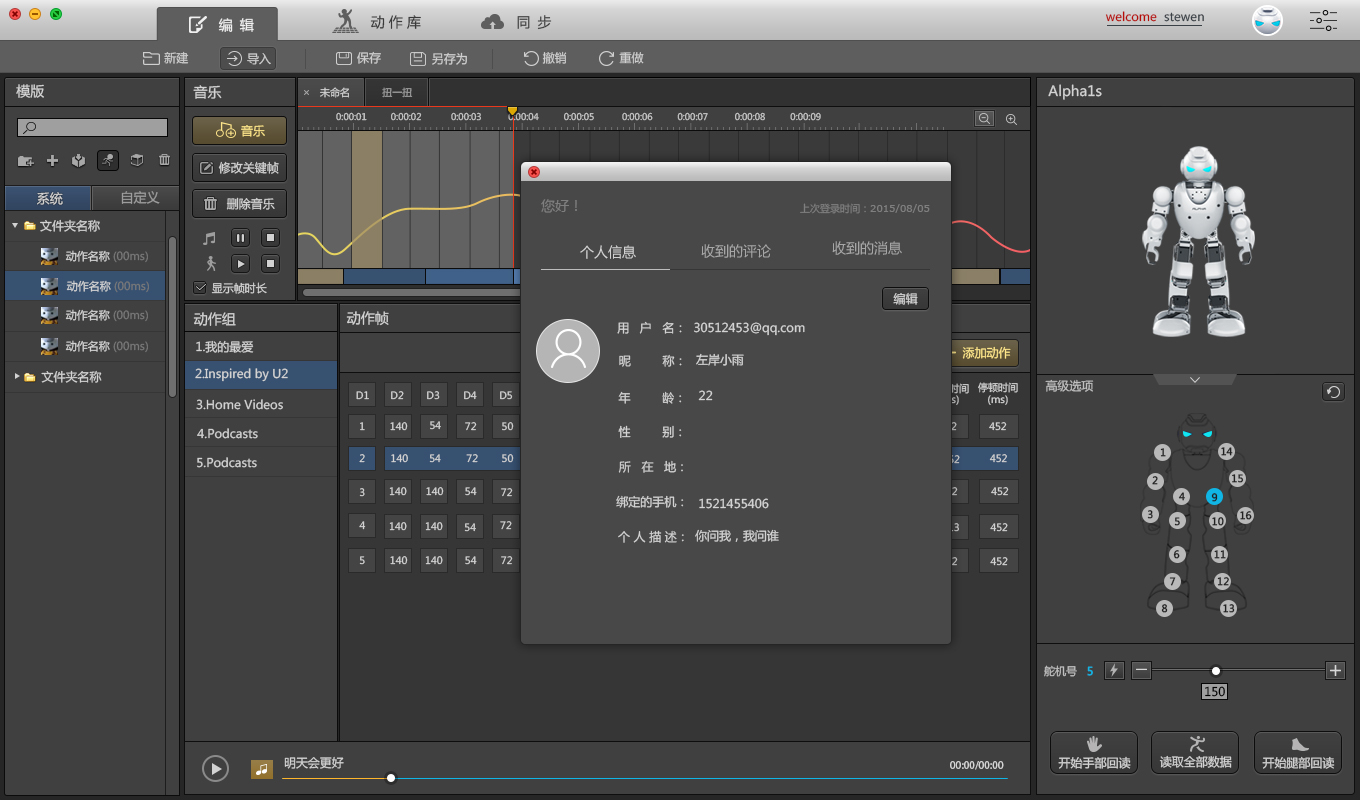 编 辑
动 作 库
同 步
welcome stewen
新建
导入
保存
另存为
撤销
重做
模版
系统
自定义
文件夹名称
动作名称 (00ms)
动作名称 (00ms)
动作名称 (00ms)
动作名称 (00ms)
文件夹名称
音乐
音乐
修改关键帧
删除音乐
显示帧时长
× 未命名
扭一扭
0:00:01 0:00:02 0:00:03 0:00:04 0:00:05 0:00:06 0:00:07 0:00:08 0:00:09
动作组
1.我的最爱
2.Inspired by U2
3.Home Videos
4.Podcasts
5.Podcasts
动作帧
添加动作
D1 D2 D3 D4 D5 时间 停顿时间
s) (ms)
1 140 54 72 50 2 452
2 140 54 72 50 52 452
3 140 140 54 72 2 452
4 140 140 54 72 3 452
5 140 140 54 72 2 452
您好！
上次登录时间：2015/08/05
个人信息
收到的评论
收到的消息
编辑
用 户 名： 30512453@qq.com
昵 称： 左岸小雨
年 龄： 22
性 别：
所 在 地：
绑定的手机： 1521455406
个 人 描 述： 你问我，我问谁
明天会更好
00:00/00:00
Alpha1s
高级选项
1 14
2 15
4 9
3 5 10 16
6 11
7 12
8 13
舵机号 5
150
开始手部回读
读取全部数据
开始腿部回读